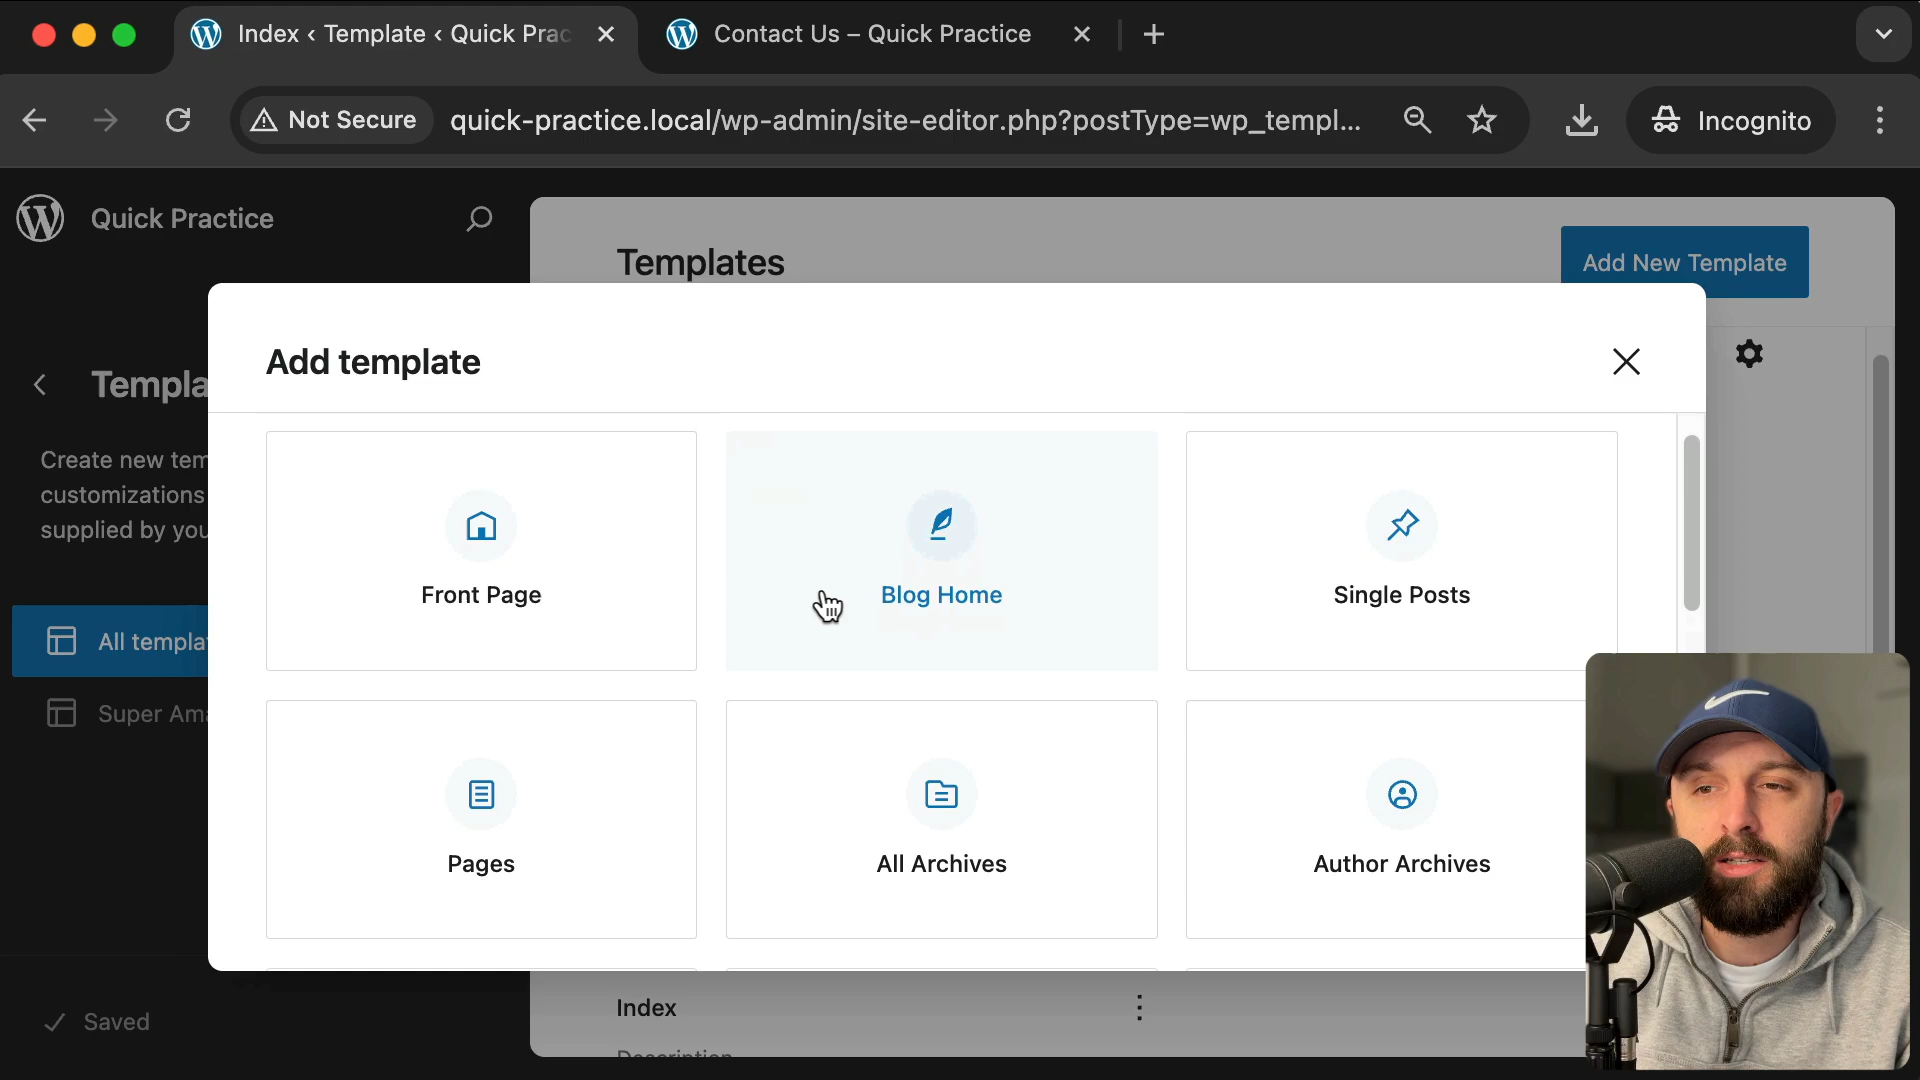 Index ‹ Template ‹ Quick Prac
Contact Us – Quick Practice
Not Secure
quick-practice.local/wp-admin/site-editor.php?postType=wp_templ...
Incognito
Quick Practice
Templates
Add New Template
Add template
Templa
Create new tem
customizations
supplied by you
Front Page
Blog Home
Single Posts
All templa
Super Ama
Pages
All Archives
Author Archives
Index
Saved
Description